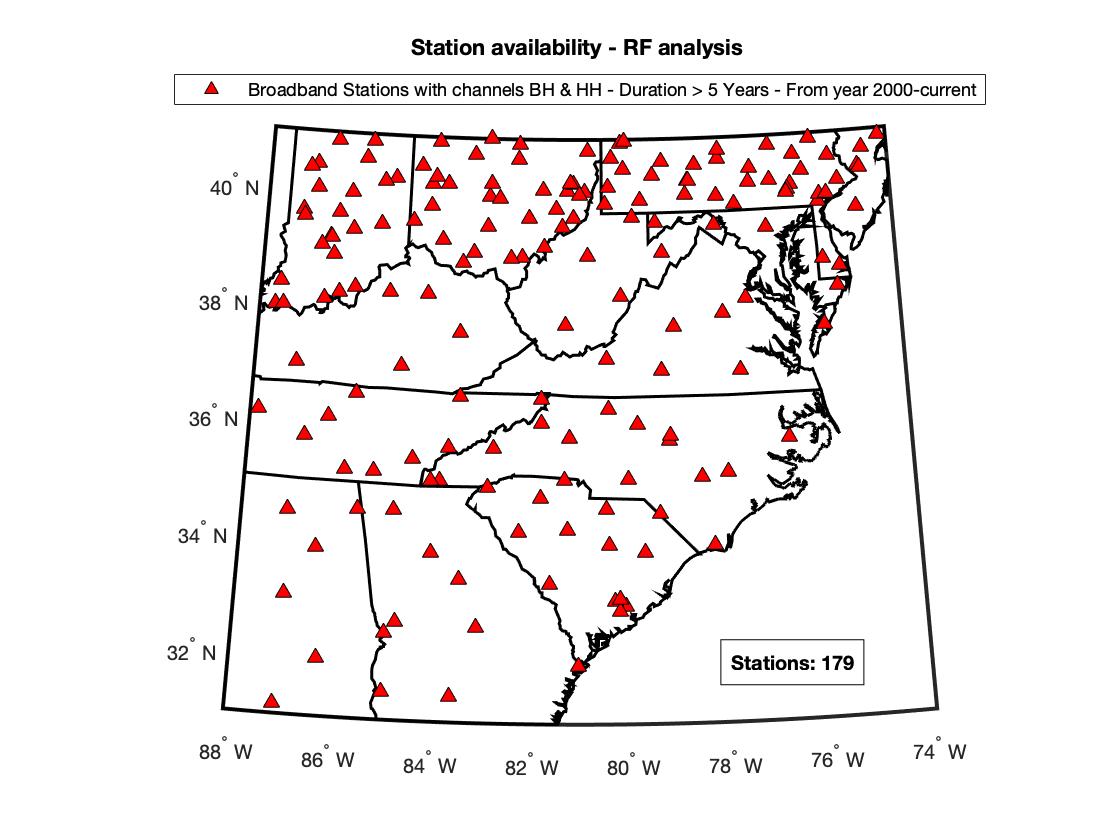 Station availability - RF analysis
Broadband Stations with channels BH & HH - Duration > 5 Years - From year 2000-current
40° N
38° N
36° N
34° N
32° N
Stations: 179
88° W
86° W
84° W
82° W
80° W
78° W
76° W
74° W